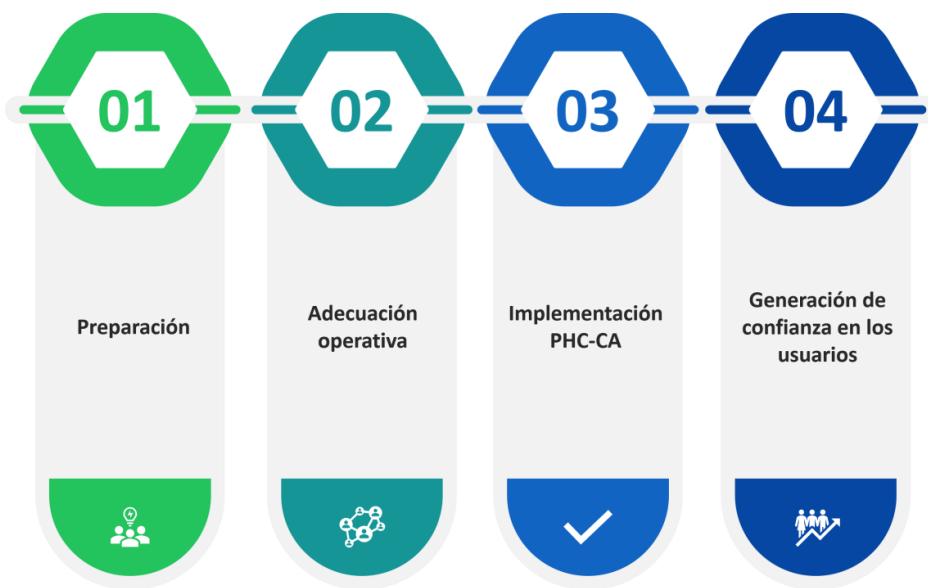 01
02
03
04
Preparación
Adecuación
operativa
Implementación
PHC-CA
Generación de
confianza en los
usuarios